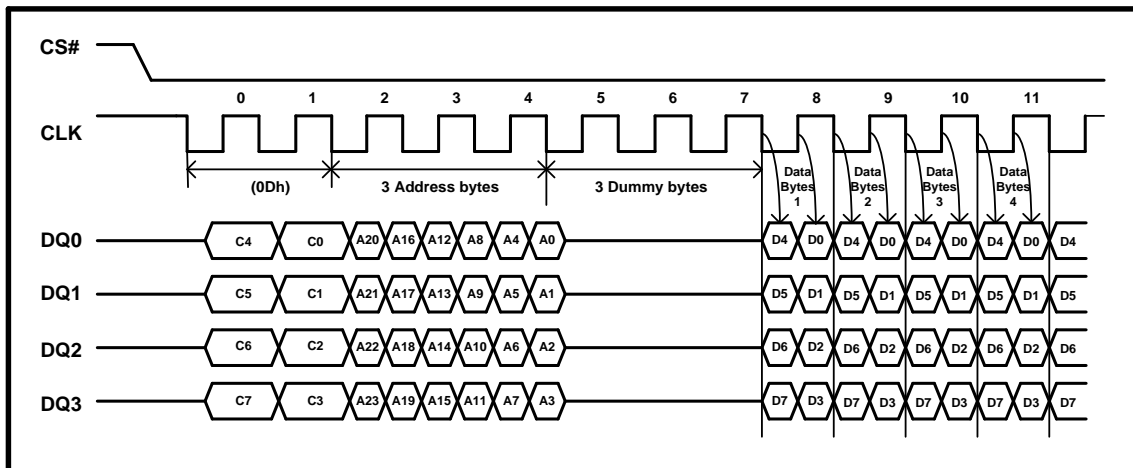 CS#
0 1 2 3 4 5 6 7 8 9 10 11
CLK
(0Dh) 3 Address bytes 3 Dummy bytes
Data Bytes 1
Data Bytes 2
Data Bytes 3
Data Bytes 4
DQ0 C4 C0 A20 A16 A12 A8 A4 A0 D4 D0 D4 D0 D4 D0 D4 D0 D4
DQ1 C5 C1 A21 A17 A13 A9 A5 A1 D5 D1 D5 D1 D5 D1 D5 D1 D5
DQ2 C6 C2 A22 A18 A14 A10 A6 A2 D6 D2 D6 D2 D6 D2 D6 D2 D6
DQ3 C7 C3 A23 A19 A15 A11 A7 A3 D7 D3 D7 D3 D7 D3 D7 D3 D7